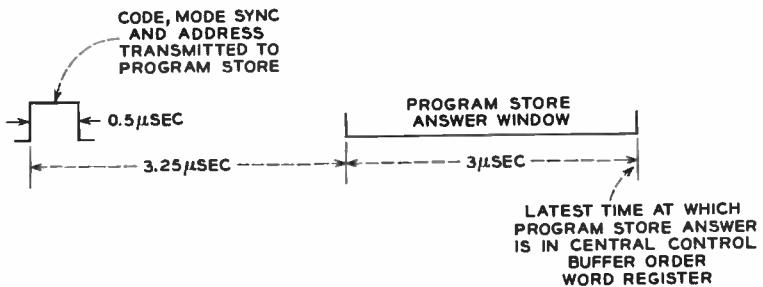 CODE, MODE SYNC
AND ADDRESS
TRANSMITTED TO
PROGRAM STORE
0.5μSEC
PROGRAM STORE
ANSWER WINDOW
3.25μSEC
3μSEC
LATEST TIME AT WHICH
PROGRAM STORE ANSWER
IS IN CENTRAL CONTROL
BUFFER ORDER
WORD REGISTER